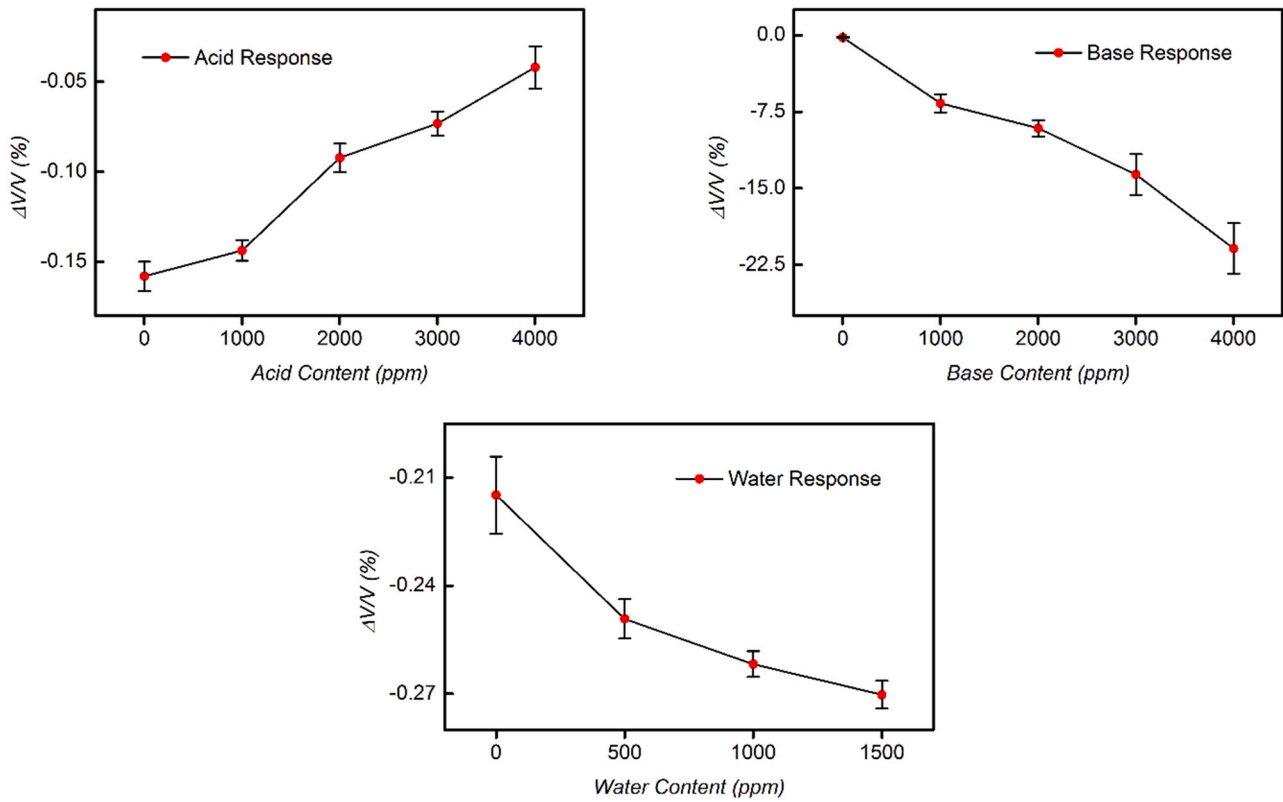 Acid Response
-0.05
-0.10
-0.15
ΔV/V (%)
0 1000 2000 3000 4000
Acid Content (ppm)
Base Response
0.0
-7.5
-15.0
-22.5
ΔV/V (%)
0 1000 2000 3000 4000
Base Content (ppm)
Water Response
-0.21
-0.24
-0.27
ΔV/V (%)
0 500 1000 1500
Water Content (ppm)